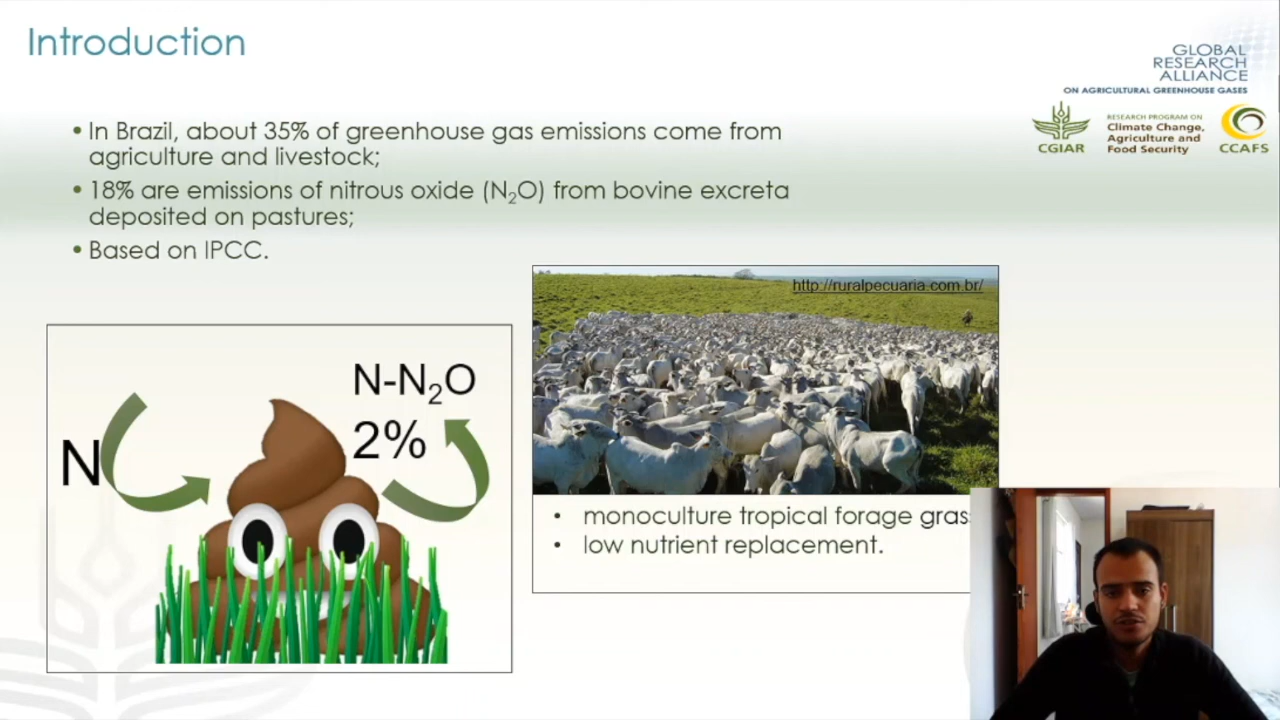 Introduction
GLOBAL
RESEARCH
ALLIANCE
ON AGRICULTURAL GREENHOUSE GASES
CGIAR
RESEARCH PROGRAM ON
Climate Change,
Agriculture and
Food Security
CCAFS
• In Brazil, about 35% of greenhouse gas emissions come from
agriculture and livestock;
• 18% are emissions of nitrous oxide (N₂O) from bovine excreta
deposited on pastures;
• Based on IPCC.
http://ruralpecuaria.com.br/
N-N₂O
2%
N
• monoculture tropical forage gras
• low nutrient replacement.